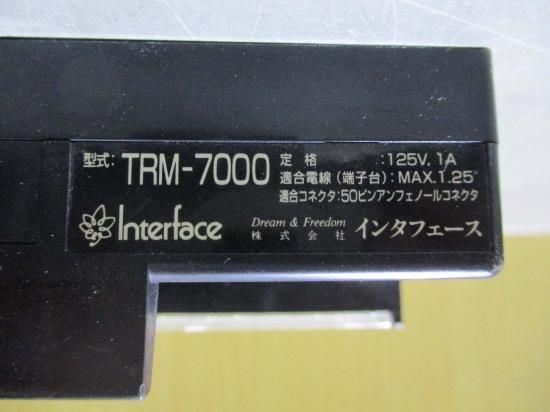 型式: TRM-7000
定格 :125V, 1A
適合電線(端子台): MAX.1.25
適合コネクタ:50ピンアンフェノールコネクタ
Interface
Dream & Freedom
株式会社 インタフェース